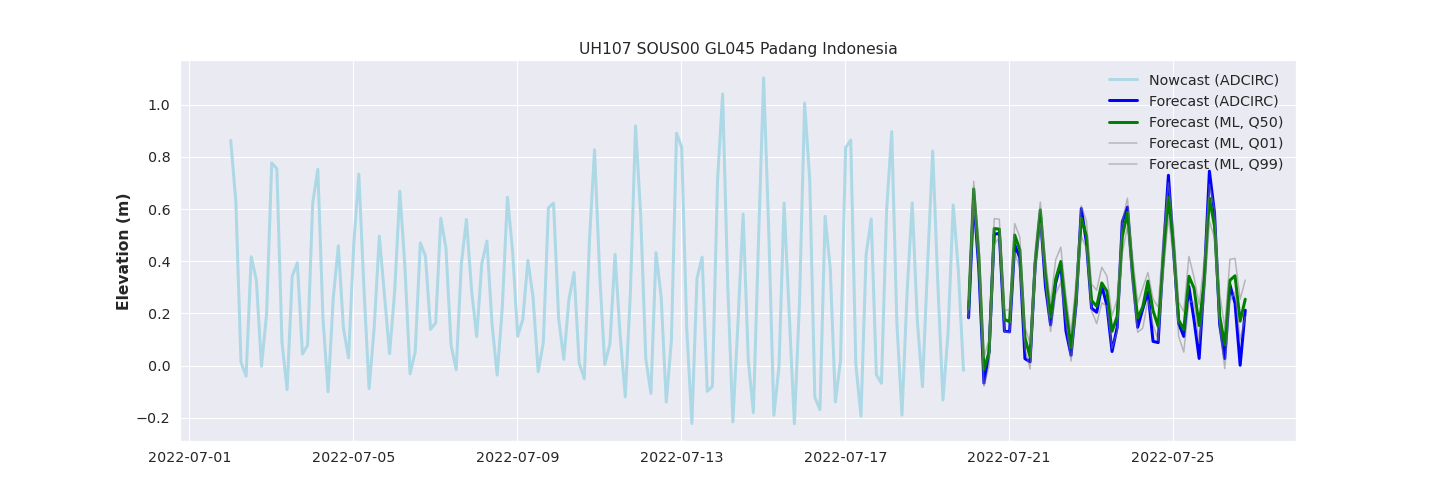 UH107 SOUS00 GL045 Padang Indonesia
Nowcast (ADCIRC)
Forecast (ADCIRC)
Forecast (ML, Q50)
Forecast (ML, Q01)
Forecast (ML, Q99)
Elevation (m)
1.0
0.8
0.6
0.4
0.2
0.0
−0.2
2022-07-01
2022-07-05
2022-07-09
2022-07-13
2022-07-17
2022-07-21
2022-07-25